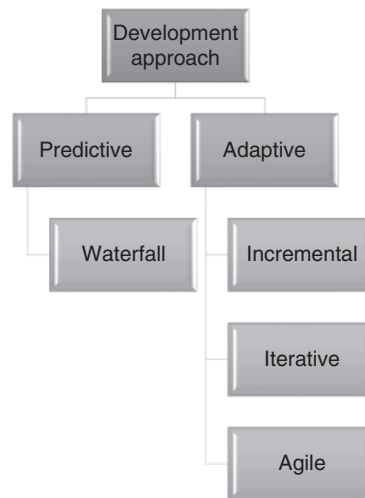 Development
approach
Predictive
Adaptive
Waterfall
Incremental
Iterative
Agile